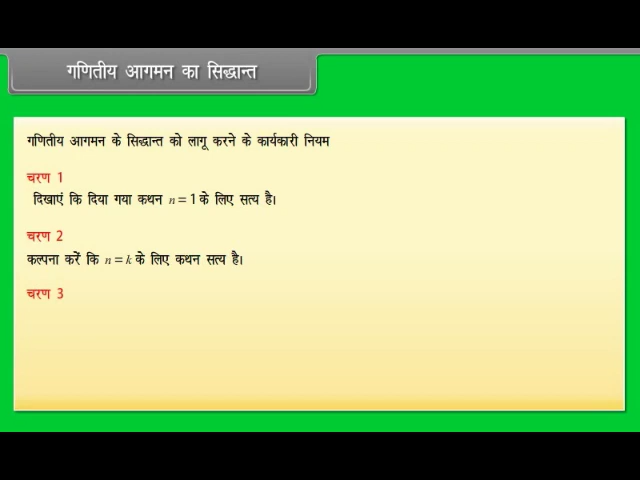 गणितीय आगमन का सिद्धान्त
गणितीय आगमन के सिद्धान्त को लागू करने के कार्यकारी नियम
चरण 1
दिखाएं कि दिया गया कथन n = 1 के लिए सत्य है।
चरण 2
कल्पना करें कि n = k के लिए कथन सत्य है।
चरण 3